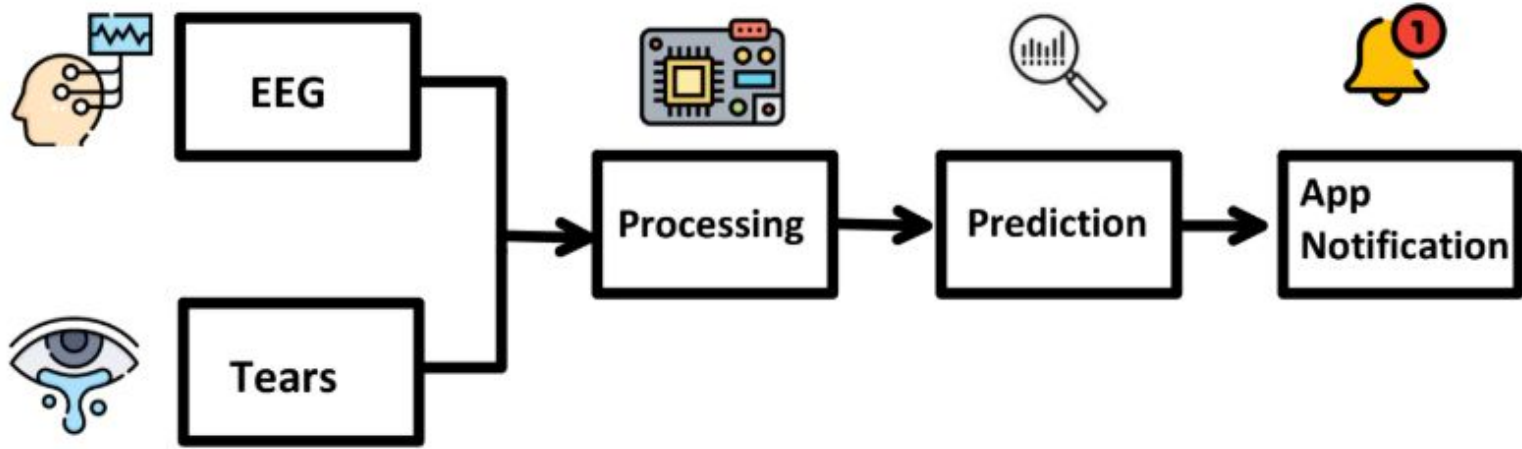 EEG
1
Processing
Prediction
App
Notification
Tears